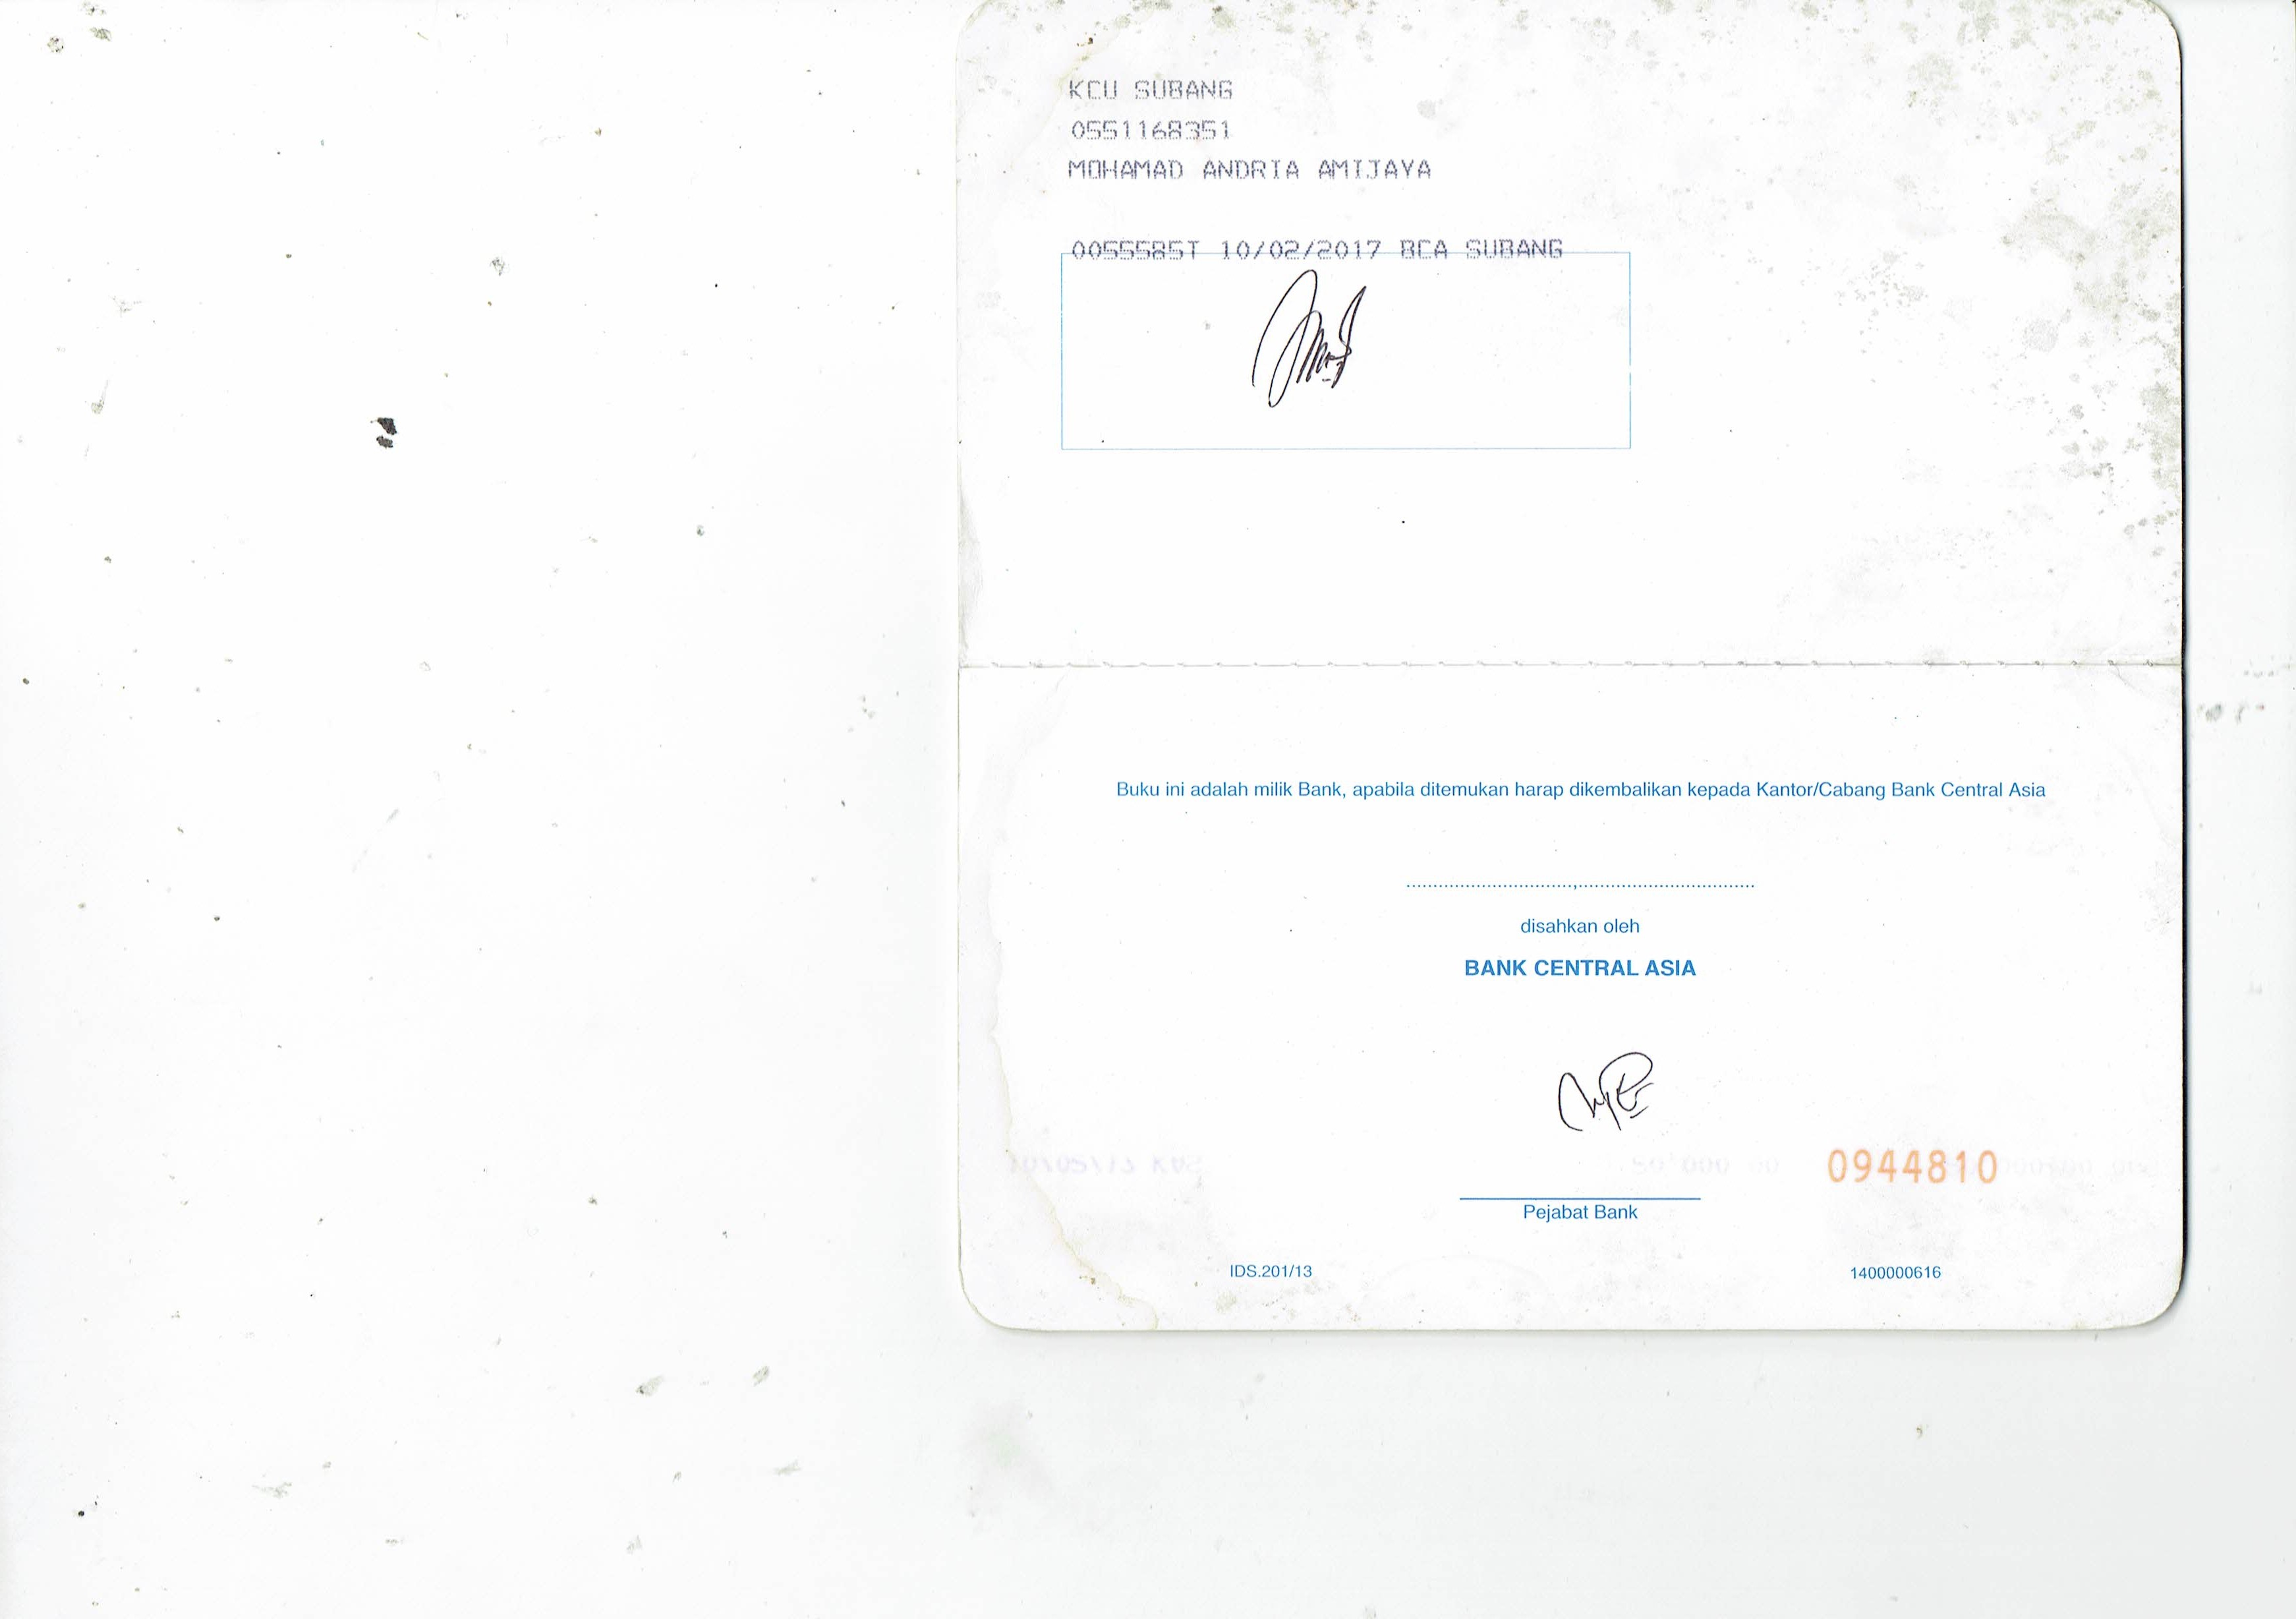 KCU SUBANG
0551168351
MOHAMAD ANDRIA AMIJAYA
0055585T 10/02/2017 BCA SUBANG
Buku ini adalah milik Bank, apabila ditemukan harap dikembalikan kepada Kantor/Cabang Bank Central Asia
..............................,................................
disahkan oleh
BANK CENTRAL ASIA
0944810
Pejabat Bank
IDS.201/13
1400000616